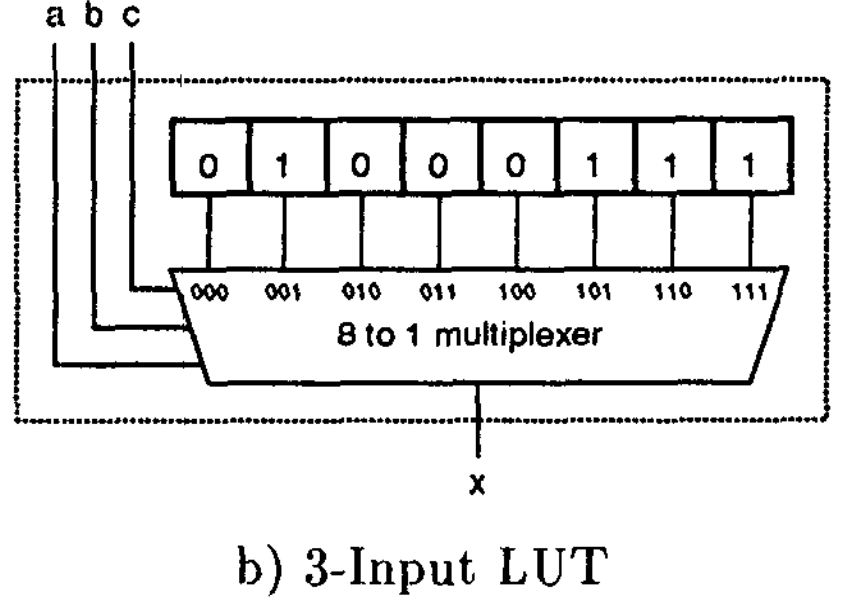 a b c
0 1 0 0 0 1 1 1
000 001 010 011 100 101 110 111
8 to 1 multiplexer
x
b) 3-Input LUT